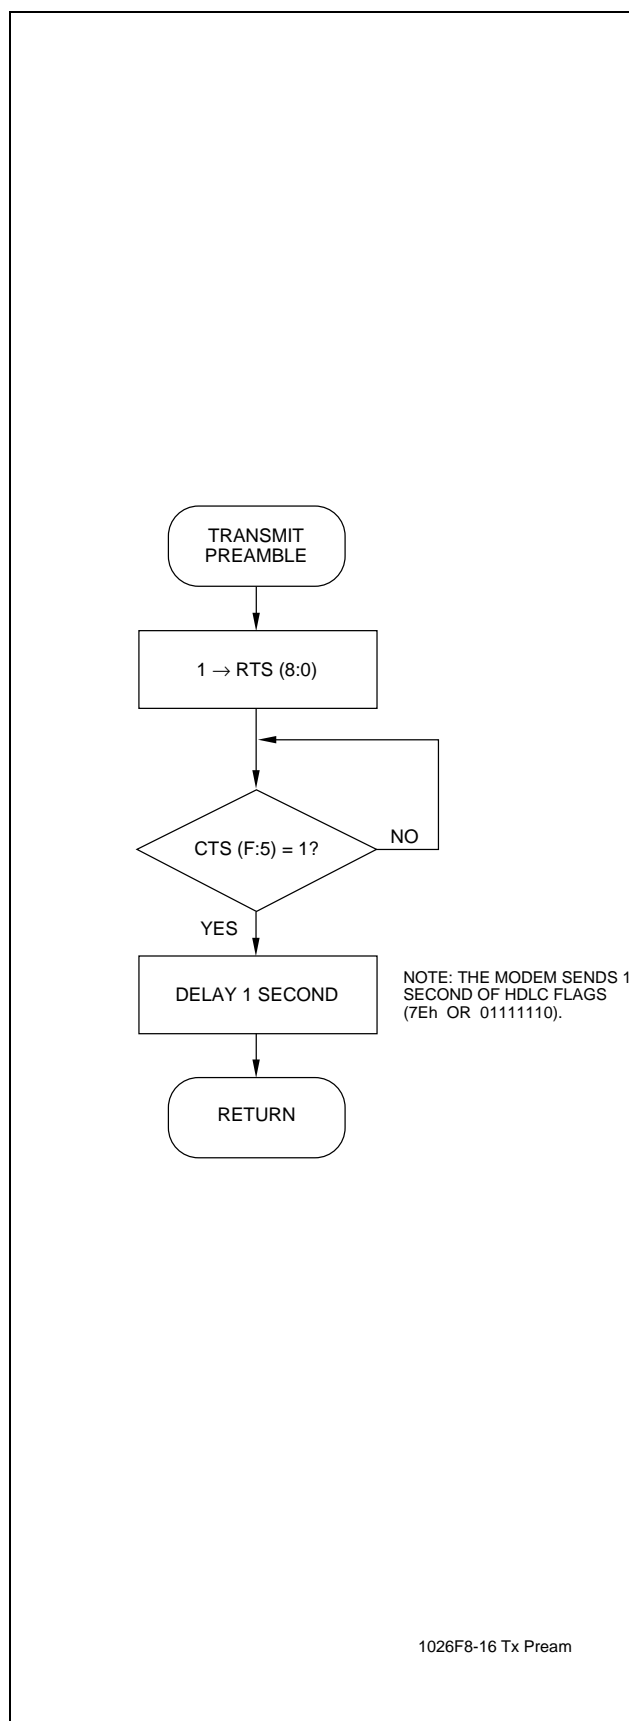 TRANSMIT
PREAMBLE
1 → RTS (8:0)
CTS (F:5) = 1?
NO
YES
DELAY 1 SECOND
NOTE: THE MODEM SENDS 1
SECOND OF HDLC FLAGS
(7Eh OR 01111110).
RETURN
1026F8-16 Tx Pream